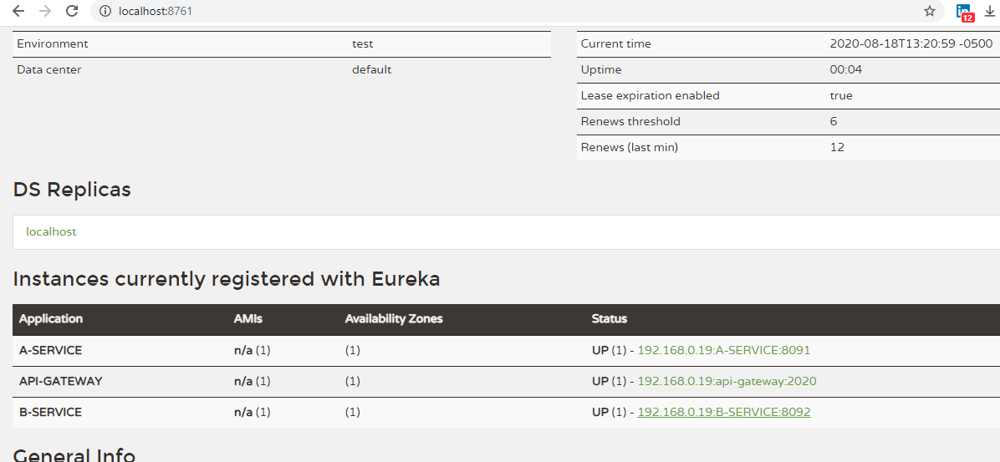 localhost:8761
12
Environment test
Data center default
Current time 2020-08-18T13:20:59 -0500
Uptime 00:04
Lease expiration enabled true
Renews threshold 6
Renews (last min) 12
DS Replicas
localhost
Instances currently registered with Eureka
Application AMIs Availability Zones Status
A-SERVICE n/a (1) (1) UP (1) - 192.168.0.19:A-SERVICE:8091
API-GATEWAY n/a (1) (1) UP (1) - 192.168.0.19:api-gateway:2020
B-SERVICE n/a (1) (1) UP (1) - 192.168.0.19:B-SERVICE:8092
General Info